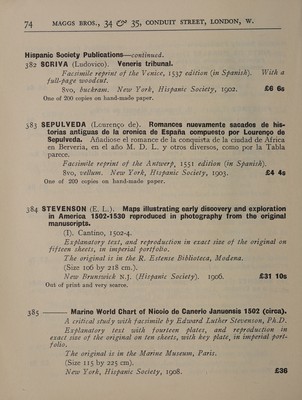 74 MAGGS BROS., 34 & 35, CONDUIT STREET, LONDON, W.
Hispanic Society Publications—continued.
382 SCRIVA (Ludovico). Veneris tribunal.
Facsimile reprint of the Venice, 1537 edition (in Spanish). With a
full-page woodcut.
8vo, buckram. New York, Hispanic Society, 1902. £6 6s
One of 200 copies on hand-made paper.
383 SEPULVEDA (Lourenço de). Romances nuevamente sacados de his-
torias antiguas de la cronica de España compuesto por Lourenço de
Sepulveda. Añadiose el romance de la conquista de la ciudad de Africa
en Berveria, en el año M. D. L. y otros diversos, como por la Tabla
parece.
Facsimile reprint of the Antwerp, 1551 edition (in Spanish).
8vo, vellum. New York, Hispanic Society, 1903. £4 4s
One of 200 copies on hand-made paper.
384 STEVENSON (E. L.). Maps illustrating early discovery and exploration
in America 1502-1530 reproduced in photography from the original
manuscripts.
(I). Cantino, 1502-4.
Explanatory text, and reproduction in exact size of the original on
fifteen sheets, in imperial portfolio.
The original is in the R. Estense Biblioteca, Modena.
(Size 106 by 218 cm.).
New Brunswick N.J. (Hispanic Society). 1906. £31 10s
Out of print and very scarce.
385 ——— Marine World Chart of Nicolo de Canerio Januensis 1502 (circa).
A critical study with facsimile by Edward Luther Stevenson, Ph.D.
Explanatory text with fourteen plates, and reproduction in
exact size of the original on ten sheets, with key plate, in imperial port-
folio.
The original is in the Marine Museum, Paris.
(Size 115 by 225 cm).
New York, Hispanic Society, 1908. £36